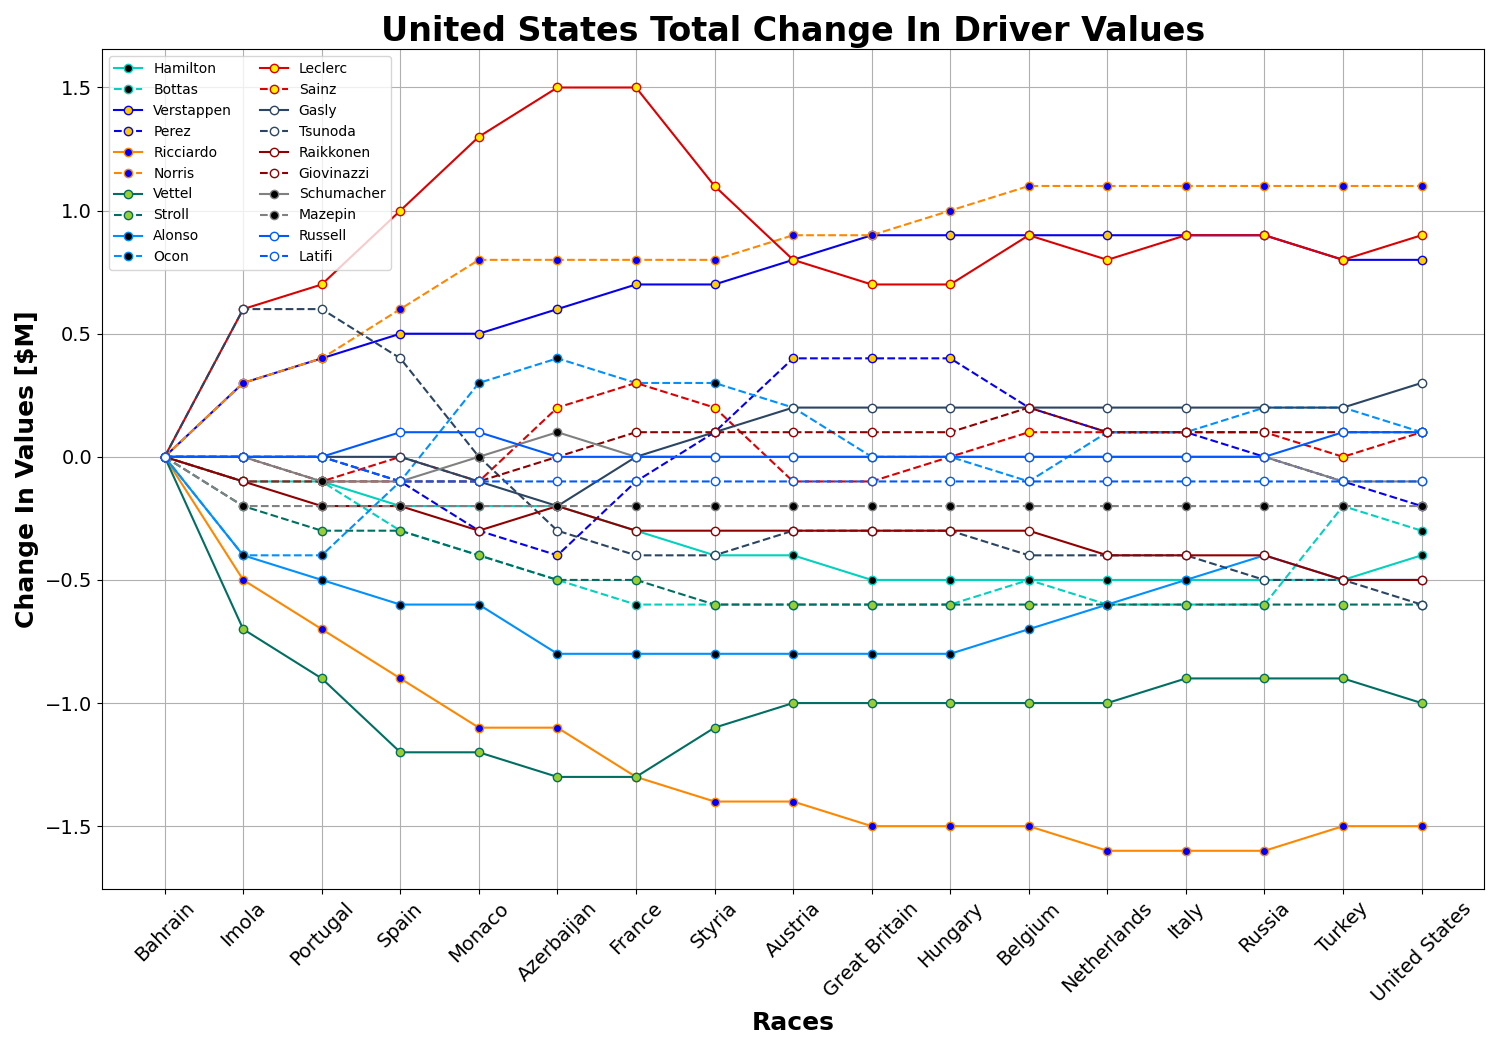 United States Total Change In Driver Values
Hamilton
Bottas
Verstappen
Perez
Ricciardo
Norris
Vettel
Stroll
Alonso
Ocon
Leclerc
Sainz
Gasly
Tsunoda
Raikkonen
Giovinazzi
Schumacher
Mazepin
Russell
Latifi
Change In Values [$M]
1.5
1.0
0.5
0.0
−0.5
−1.0
−1.5
Bahrain
Imola
Portugal
Spain
Monaco
Azerbaijan
France
Styria
Austria
Great Britain
Hungary
Belgium
Netherlands
Italy
Russia
Turkey
United States
Races